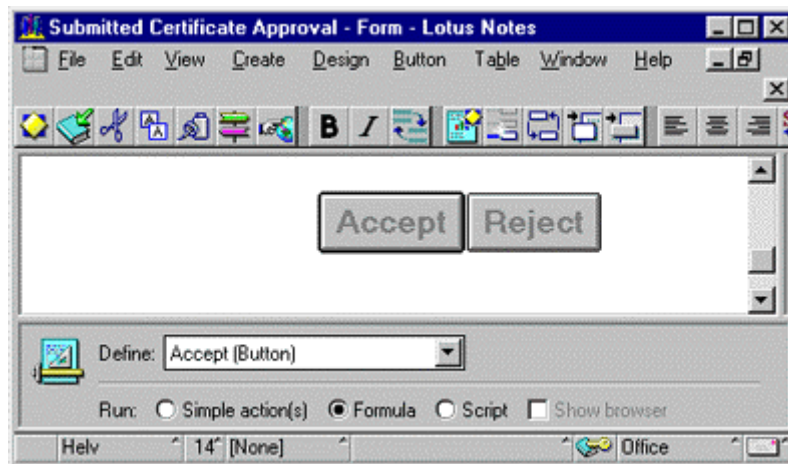 Submitted Certificate Approval - Form - Lotus Notes
File Edit View Create Design Button Table Window Help
B I
Accept Reject
Define: Accept (Button)
Run: Simple action(s) Formula Script Show browser
Helv 14 [None] Office